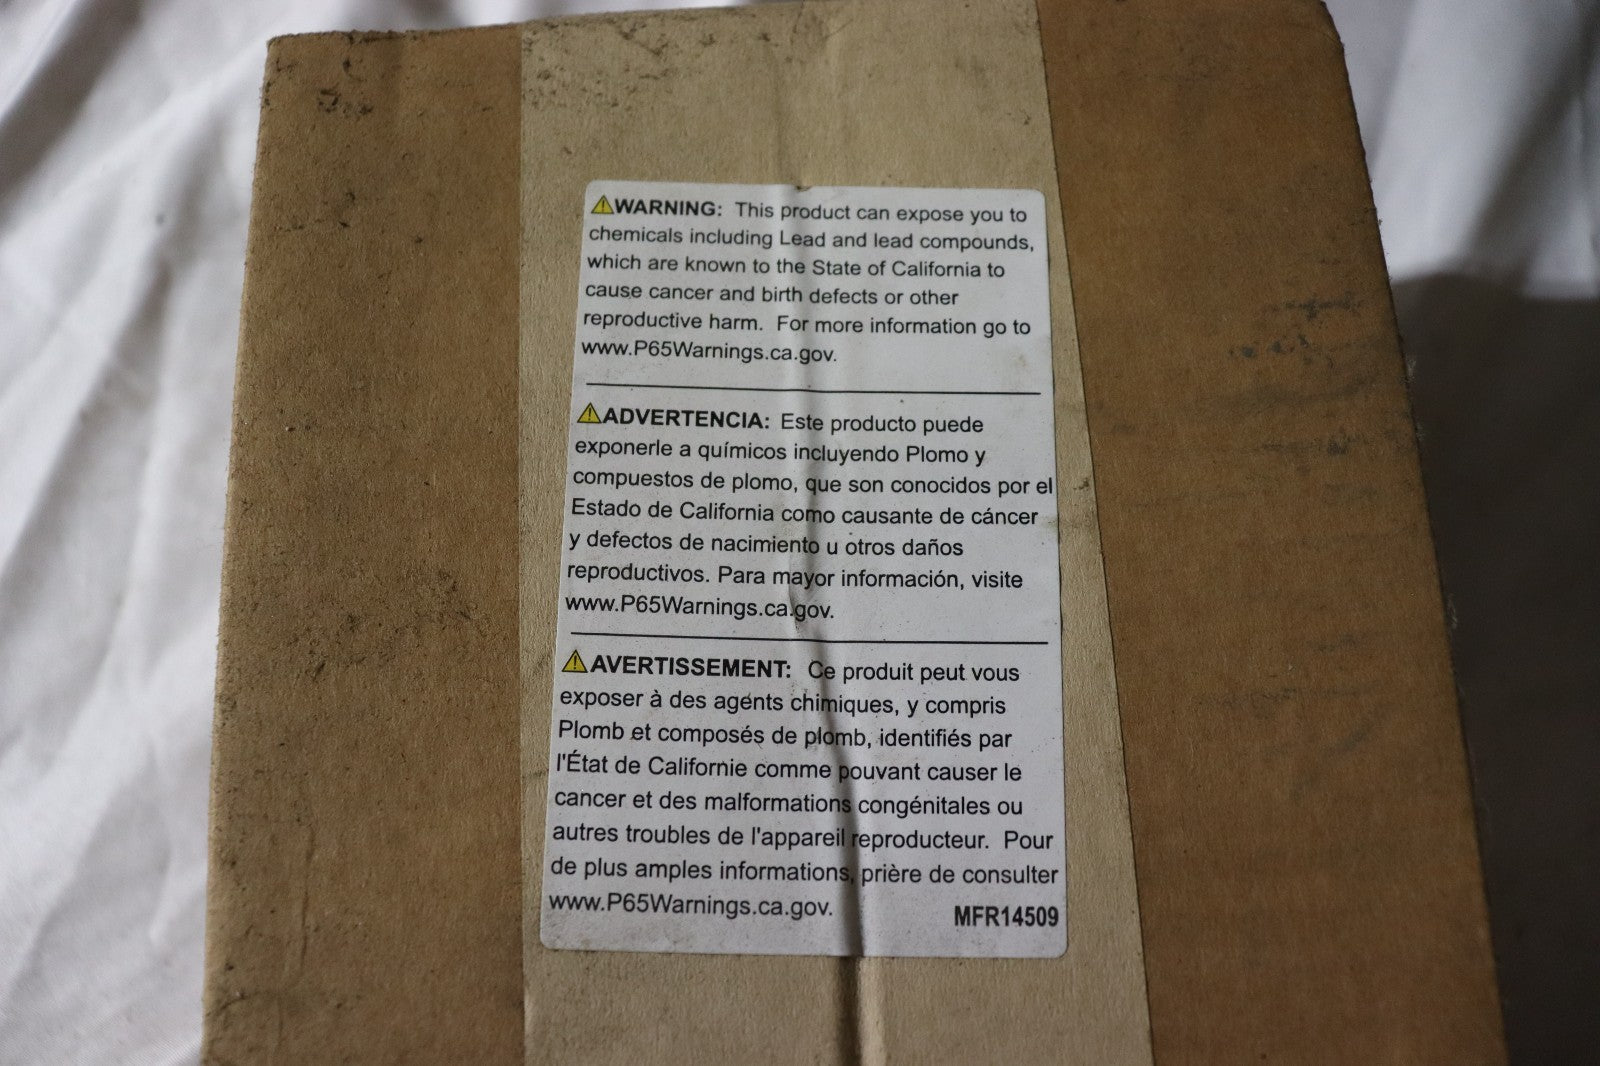 ⚠WARNING: This product can expose you to
chemicals including Lead and lead compounds,
which are known to the State of California to
cause cancer and birth defects or other
reproductive harm. For more information go to
www.P65Warnings.ca.gov.
⚠ADVERTENCIA: Este producto puede
exponerle a químicos incluyendo Plomo y
compuestos de plomo, que son conocidos por el
Estado de California como causante de cáncer
y defectos de nacimiento u otros daños
reproductivos. Para mayor información, visite
www.P65Warnings.ca.gov.
⚠AVERTISSEMENT: Ce produit peut vous
exposer à des agents chimiques, y compris
Plomb et composés de plomb, identifiés par
l'État de Californie comme pouvant causer le
cancer et des malformations congénitales ou
autres troubles de l'appareil reproducteur. Pour
de plus amples informations, prière de consulter
www.P65Warnings.ca.gov.
MFR14509